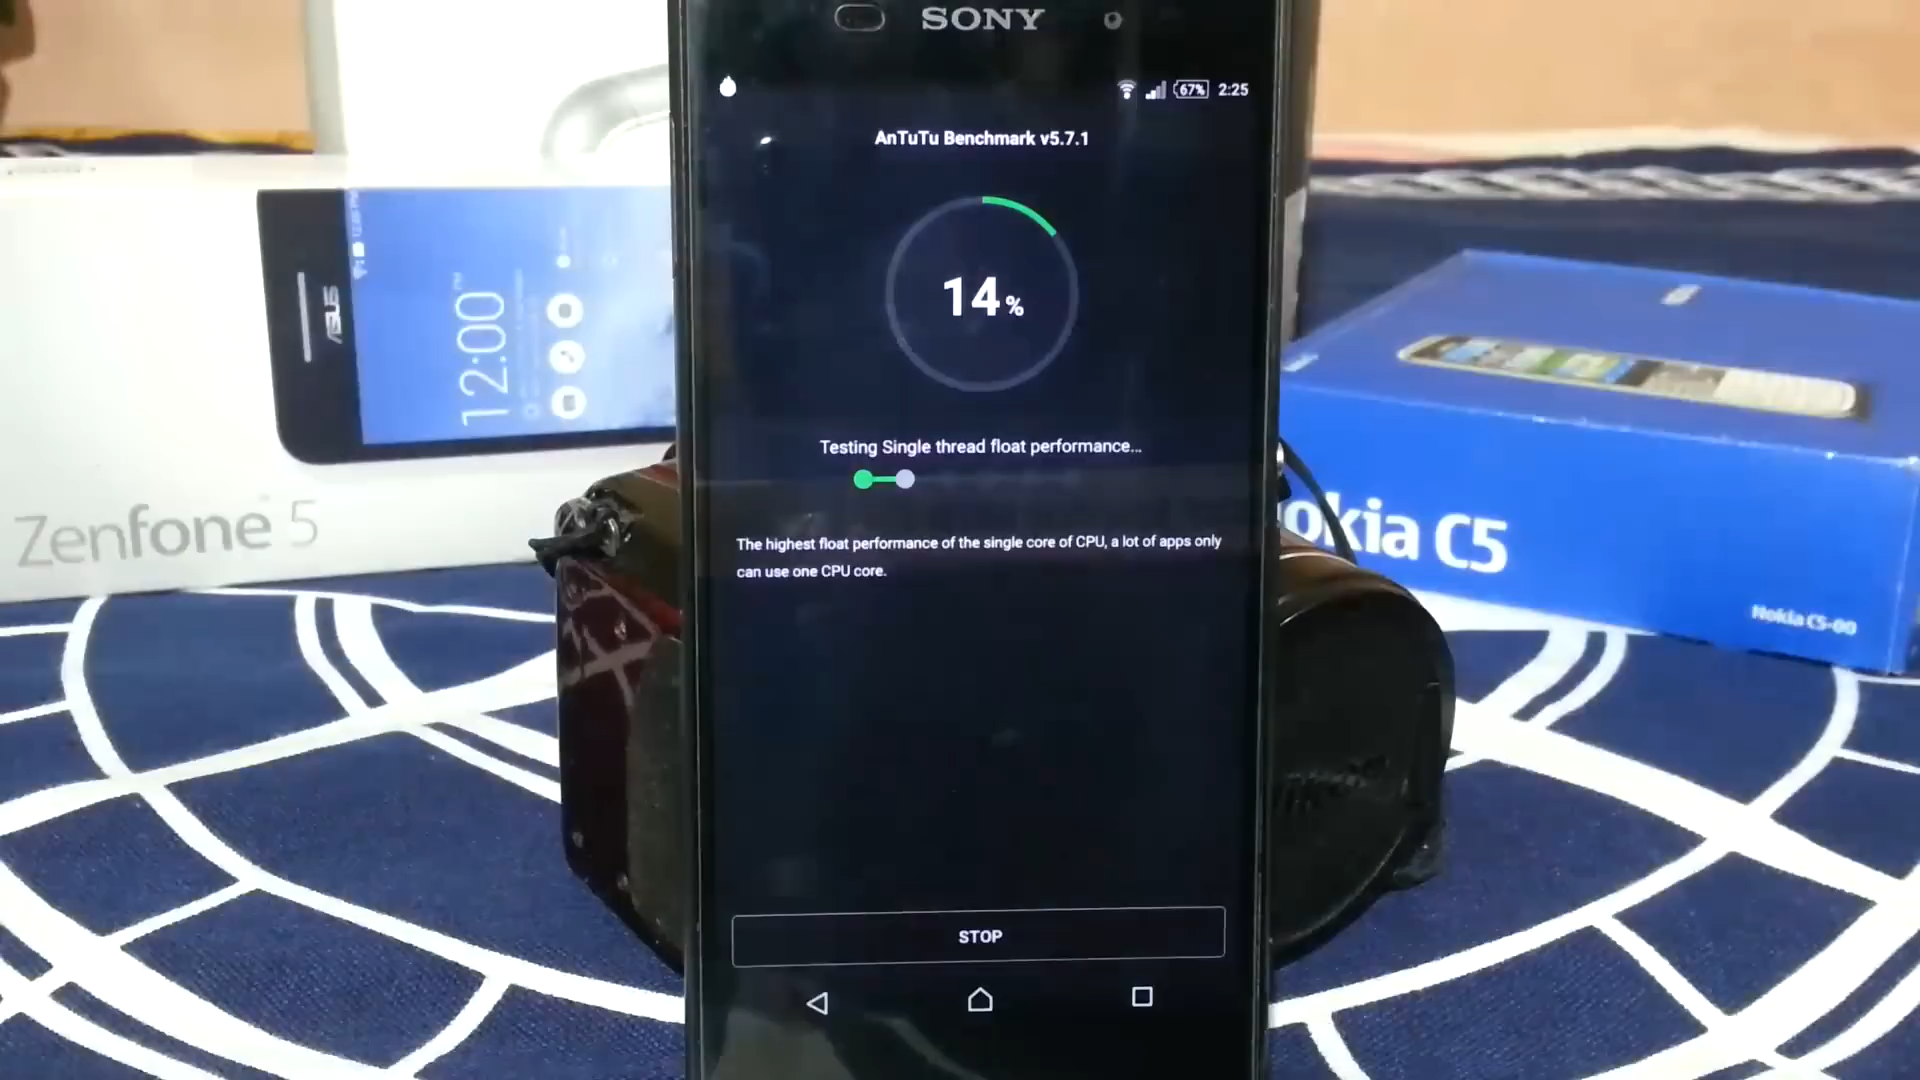 SONY
67%
2:25
AnTuTu Benchmark v5.7.1
14%
Testing Single thread float performance...
The highest float performance of the single core of CPU, a lot of apps only
can use one CPU core.
STOP
ASUS
12:00 PM
Zenfone 5
okia C5
Nokia C5-00